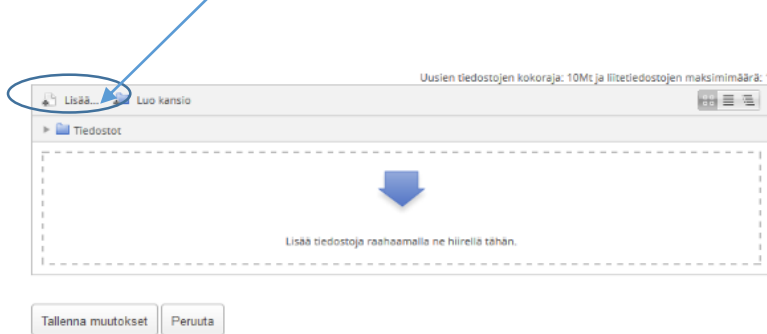 Uusien tiedostojen kokoraja: 10Mt ja liitetiedostojen maksimimäärä:
Lisää... Luo kansio
Tiedostot
Lisää tiedostoja raahaamalla ne hiirellä tähän.
Tallenna muutokset Peruuta